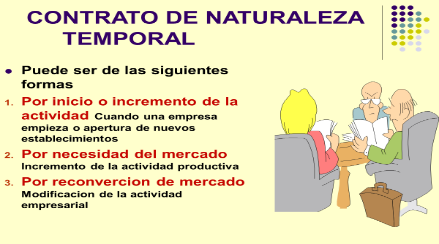 CONTRATO DE NATURALEZA
TEMPORAL
● Puede ser de las siguientes
formas
1. Por inicio o incremento de la
actividad Cuando una empresa
empieza o apertura de nuevos
establecimientos
2. Por necesidad del mercado
Incremento de la actividad productiva
3. Por reconvercion de mercado
Modificacion de la actividad
empresarial